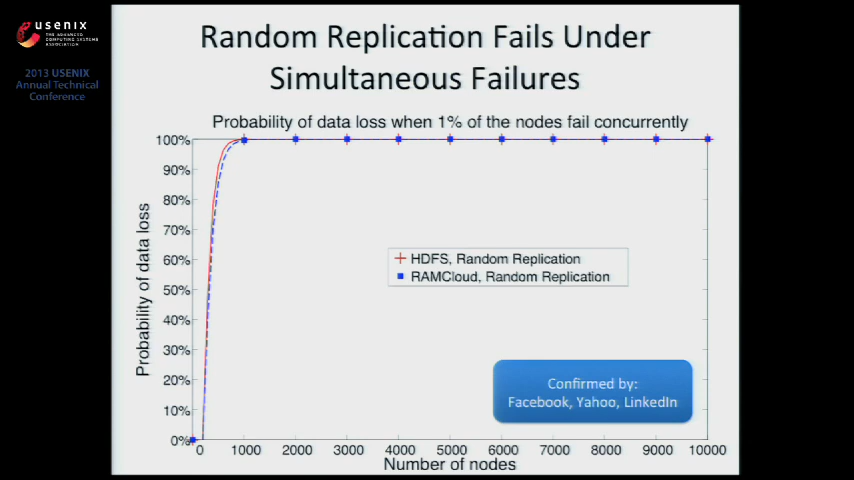 usenix
THE ADVANCED
COMPUTING SYSTEMS
ASSOCIATION
2013 USENIX
Annual Technical
Conference
Random Replication Fails Under
Simultaneous Failures
Probability of data loss when 1% of the nodes fail concurrently
Probability of data loss
100%
90%
80%
70%
60%
50%
40%
30%
20%
10%
0%
HDFS, Random Replication
RAMCloud, Random Replication
Confirmed by:
Facebook, Yahoo, LinkedIn
0 1000 2000 3000 4000 5000 6000 7000 8000 9000 10000
Number of nodes